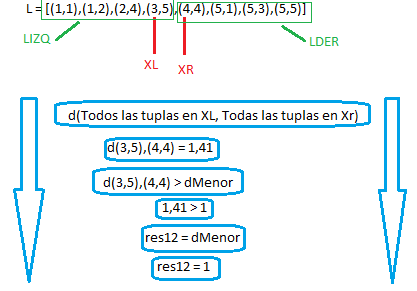 L = [(1,1),(1,2),(2,4),(3,5),(4,4),(5,1),(5,3),(5,5)]
LIZQ
LDER
XL
XR
d(Todos las tuplas en XL, Todas las tuplas en Xr)
d(3,5),(4,4) = 1,41
d(3,5),(4,4) > dMenor
1,41 > 1
res12 = dMenor
res12 = 1